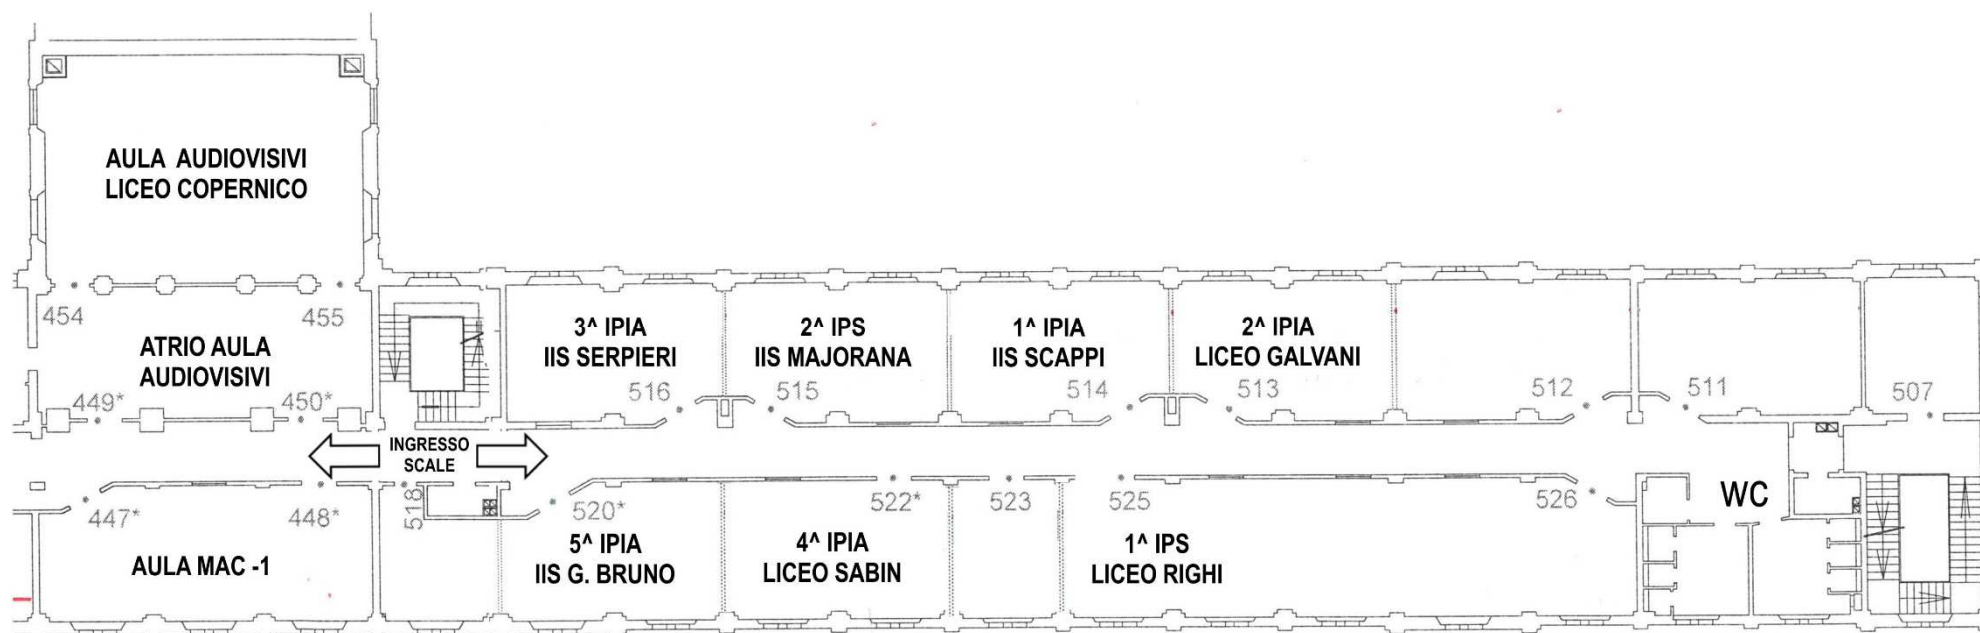 AULA AUDIOVISIVI
LICEO COPERNICO
454
455
ATRIO AULA
AUDIOVISIVI
449*
450*
3^ IPIA
IIS SERPIERI
516
2^ IPS
IIS MAJORANA
515
1^ IPIA
IIS SCAPPI
514
2^ IPIA
LICEO GALVANI
513
512
511
507
INGRESSO
SCALE
447*
448*
518
520*
522*
523
525
526
WC
AULA MAC -1
5^ IPIA
IIS G. BRUNO
4^ IPIA
LICEO SABIN
1^ IPS
LICEO RIGHI